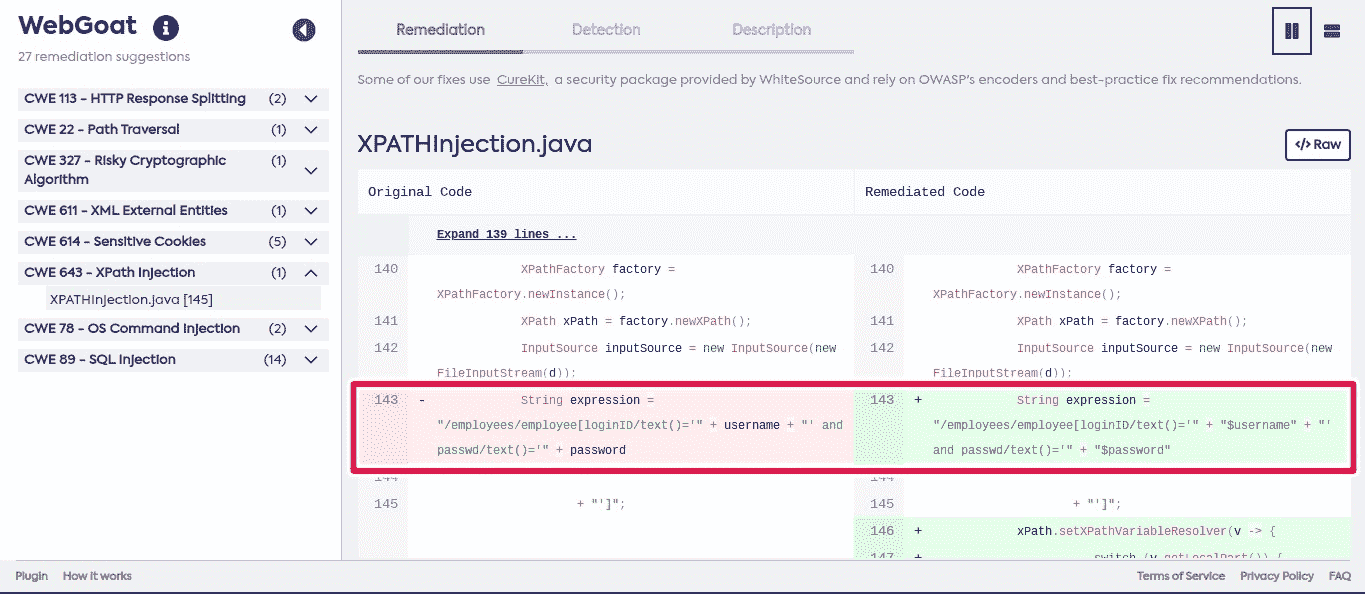 WebGoat
27 remediation suggestions
CWE 113 - HTTP Response Splitting (2)
CWE 22 - Path Traversal (1)
CWE 327 - Risky Cryptographic (1)
Algorithm
CWE 611 - XML External Entities (1)
CWE 614 - Sensitive Cookies (5)
CWE 643 - XPath Injection (1)
XPATHInjection.java [145]
CWE 78 - OS Command Injection (2)
CWE 89 - SQL Injection (14)
Remediation Detection Description
Some of our fixes use CureKit, a security package provided by WhiteSource and rely on OWASP's encoders and best-practice fix recommendations.
XPATHInjection.java
</> Raw
Original Code
Expand 139 lines ...
140 XPathFactory factory =
XPathFactory.newInstance();
141 XPath xPath = factory.newXPath();
142 InputSource inputSource = new InputSource(new
FileInputStream(d));
143 - String expression =
"/employees/employee[loginID/text()='" + username + "' and
passwd/text()='" + password
144
145 + "']";
Remediated Code
140 XPathFactory factory =
XPathFactory.newInstance();
141 XPath xPath = factory.newXPath();
142 InputSource inputSource = new InputSource(new
FileInputStream(d));
143 + String expression =
"/employees/employee[loginID/text()='" + "$username" + "'
and passwd/text()='" + "$password"
144
145 + "']";
146 + xPath.setXPathVariableResolver(v -> {
147 + switch (v.getLocalPart()) {
Plugin How it works
Terms of Service Privacy Policy FAQ